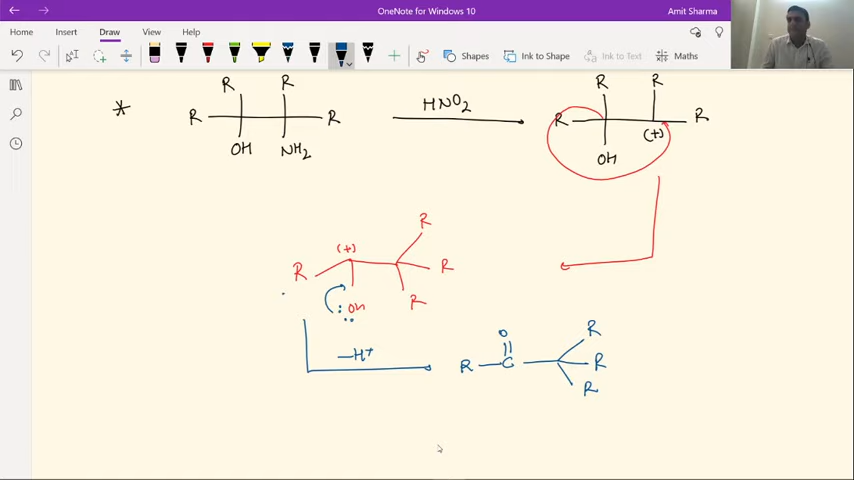 OneNote for Windows 10
Amit Sharma
Home Insert Draw View Help
Shapes Ink to Shape Ink to Text Maths
R R R R
* R R HNO2 R R
OH NH2 OH (+)
R
(+)
R R
:OH R
O R
-H+
R C R
R